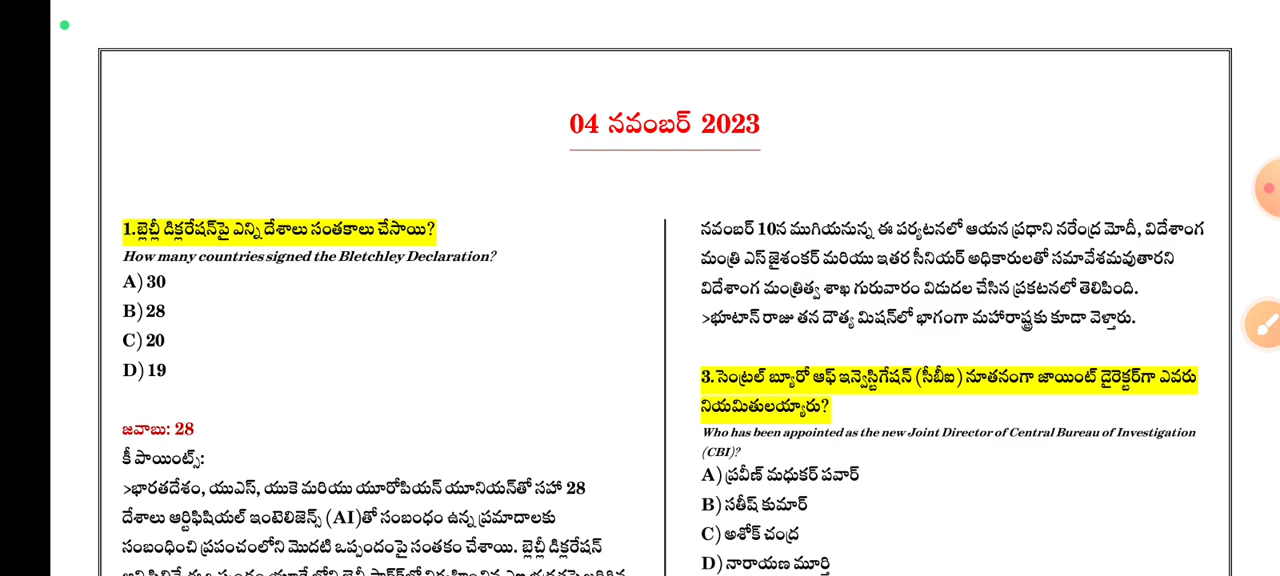 04 నవంబర్ 2023
1.బ్లెచ్లీ డిక్లరేషన్‌పై ఎన్ని దేశాలు సంతకాలు చేసాయి?
How many countries signed the Bletchley Declaration?
A) 30
B) 28
C) 20
D) 19
జవాబు: 28
కీ పాయింట్స్:
>భారతదేశం, యుఎస్, యుకె మరియు యూరోపియన్ యూనియన్‌తో సహా 28
దేశాలు ఆర్టిఫిషియల్ ఇంటెలిజెన్స్ (AI)తో సంబంధం ఉన్న ప్రమాదాలకు
సంబంధించి ప్రపంచంలోని మొదటి ఒప్పందంపై సంతకం చేశాయి. బ్లెచ్లీ డిక్లరేషన్
నవంబర్ 10న ముగియనున్న ఈ పర్యటనలో ఆయన ప్రధాని నరేంద్ర మోదీ, విదేశాంగ
మంత్రి ఎస్ జైశంకర్ మరియు ఇతర సీనియర్ అధికారులతో సమావేశమవుతారని
విదేశాంగ మంత్రిత్వ శాఖ గురువారం విడుదల చేసిన ప్రకటనలో తెలిపింది.
>భూటాన్ రాజు తన దౌత్య మిషన్‌లో భాగంగా మహారాష్ట్రకు కూడా వెళ్తారు.
3.సెంట్రల్ బ్యూరో ఆఫ్ ఇన్వెస్టిగేషన్ (సీబీఐ) నూతనంగా జాయింట్ డైరెక్టర్‌గా ఎవరు
నియమితులయ్యారు?
Who has been appointed as the new Joint Director of Central Bureau of Investigation
(CBI)?
A) ప్రవీణ్ మధుకర్ పవార్
B) సతీష్ కుమార్
C) అశోక్ చంద్ర
D) నారాయణ మూర్తి